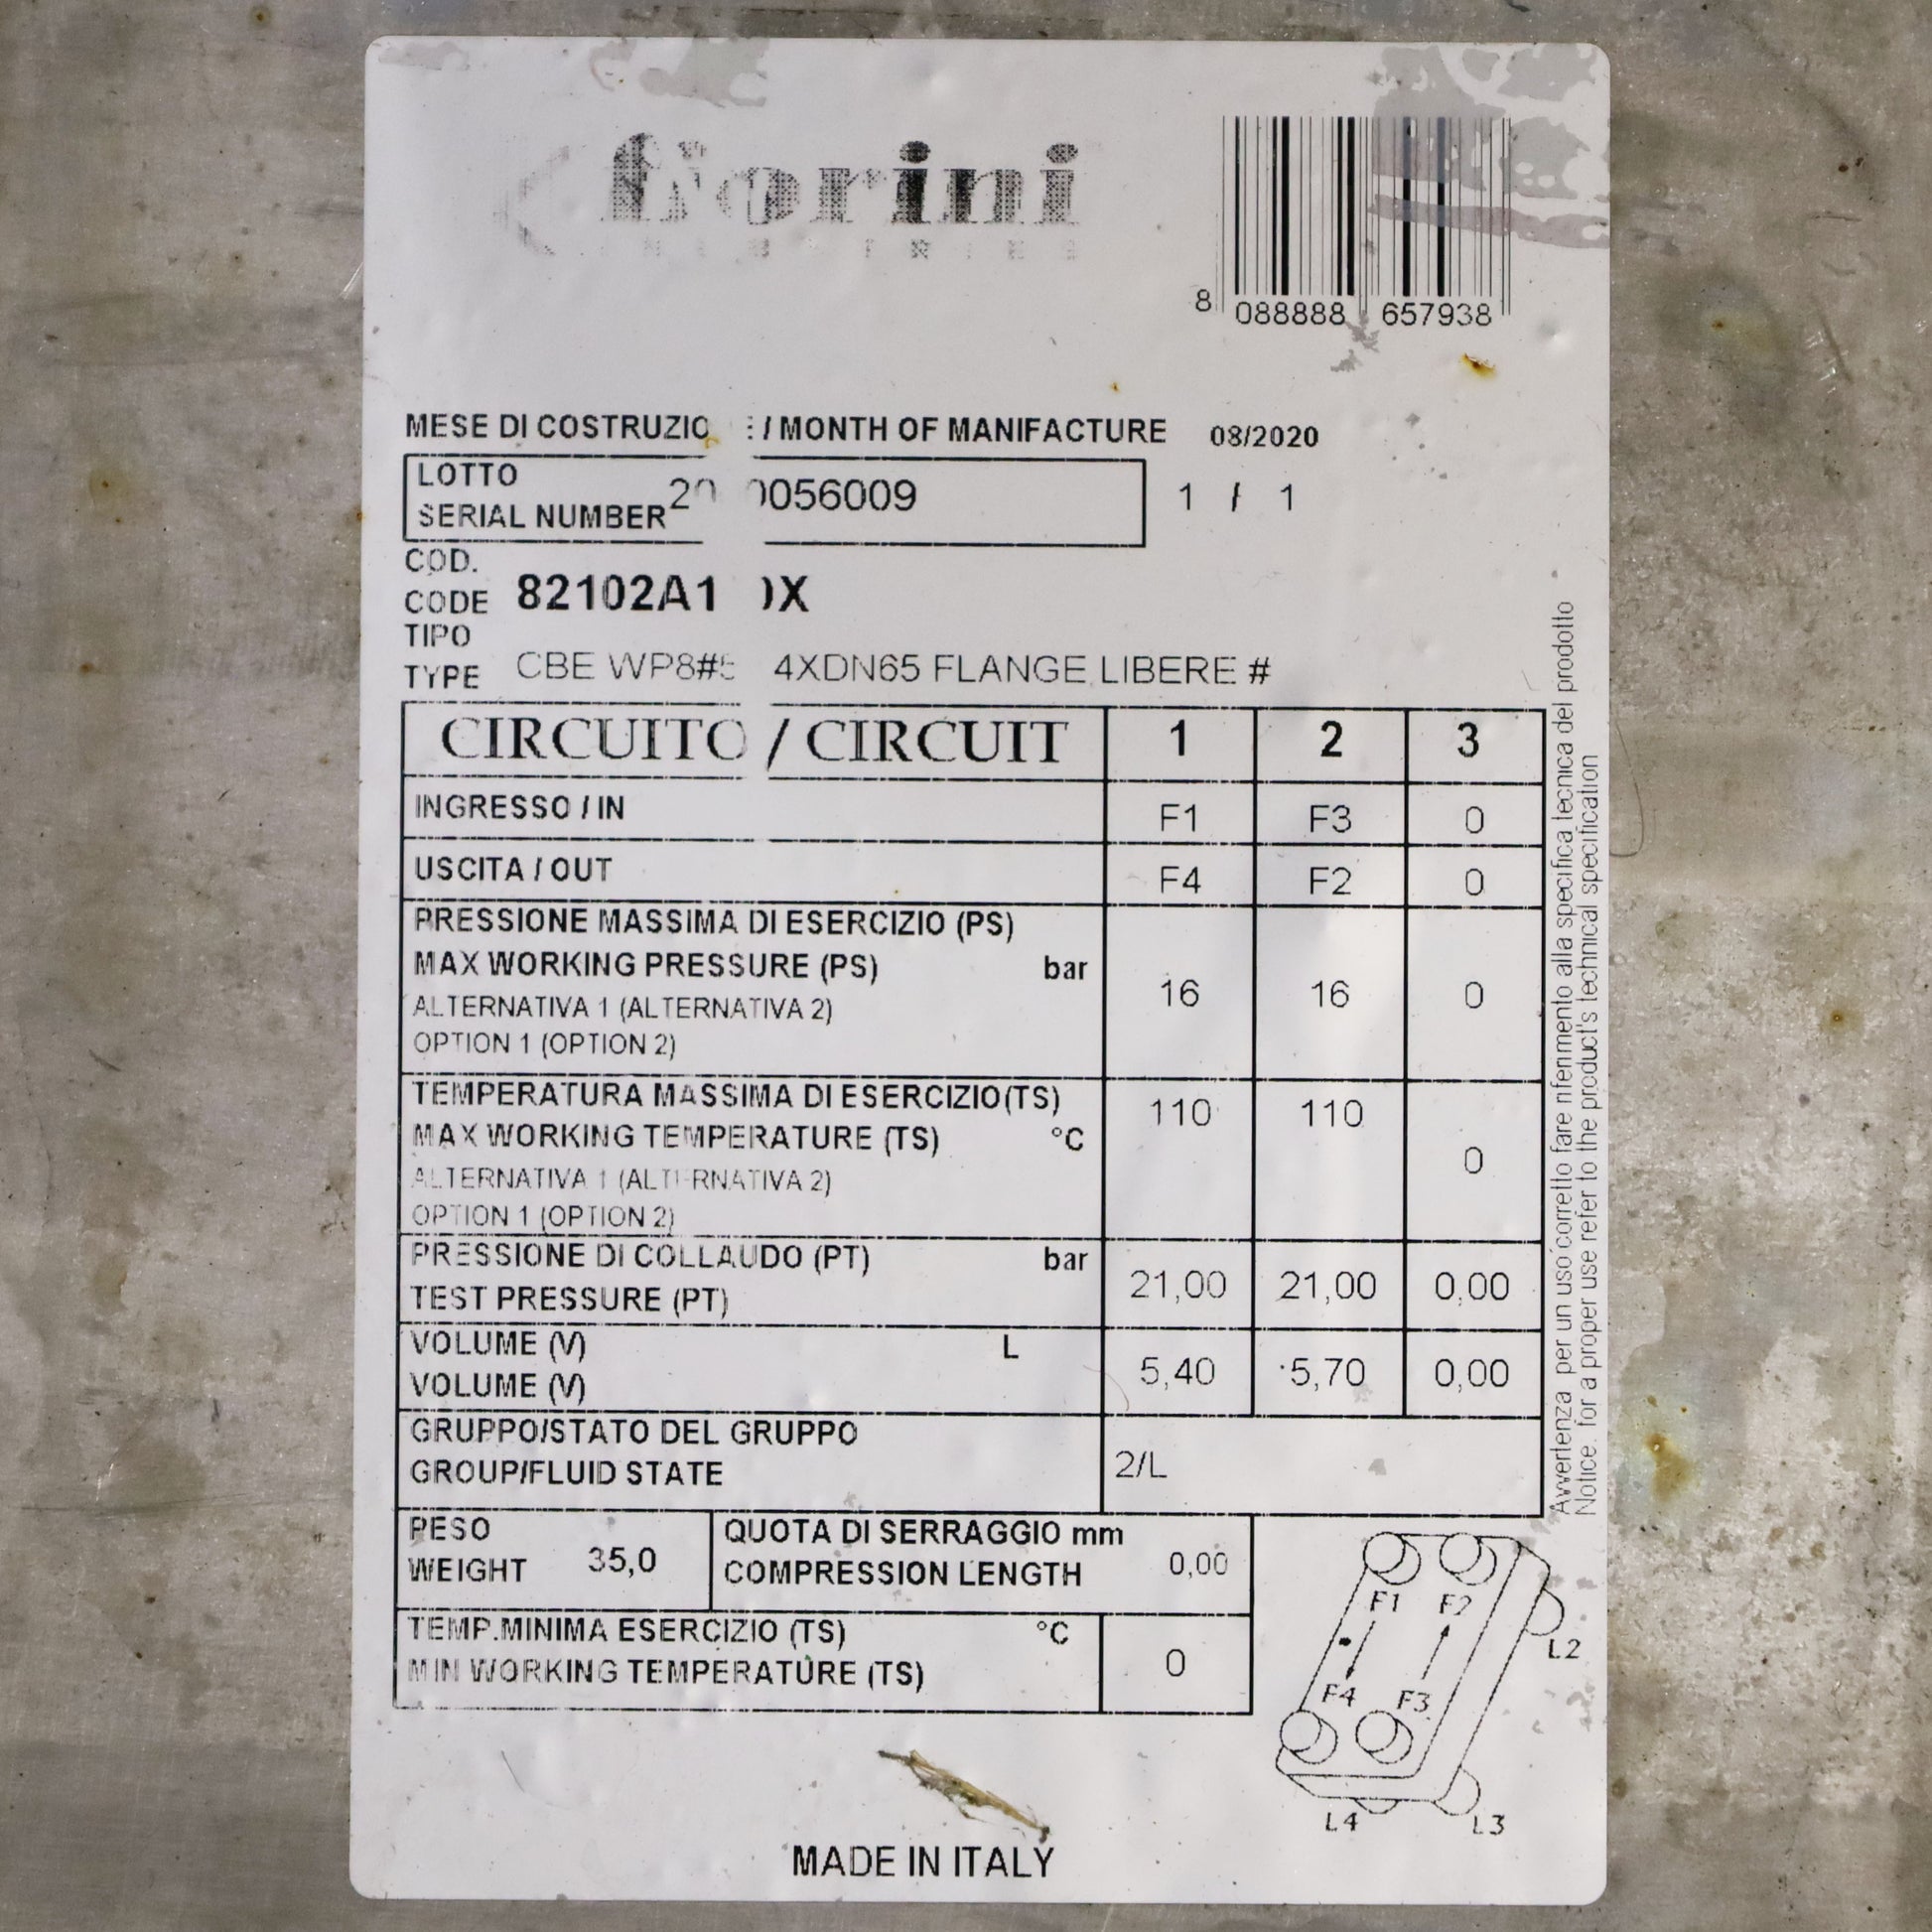 fiorini
INDUSTRIES
8 088888 657938
MESE DI COSTRUZIO E / MONTH OF MANIFACTURE 08/2020
LOTTO
SERIAL NUMBER 1 / 1
COD.
CODE
TIPO
TYPE CBE 4XDN65 FLANGE LIBERE #
CIRCUITO / CIRCUIT 1 2 3
INGRESSO / IN F1 F3 0
USCITA / OUT F4 F2 0
PRESSIONE MASSIMA DI ESERCIZIO (PS)
MAX WORKING PRESSURE (PS) bar
ALTERNATIVA 1 (ALTERNATIVA 2) 16 16 0
OPTION 1 (OPTION 2)
TEMPERATURA MASSIMA DI ESERCIZIO(TS) 110 110
MAX WORKING TEMPERATURE (TS) °C 0
ALTERNATIVA 1 (ALTERNATIVA 2)
OPTION 1 (OPTION 2)
PRESSIONE DI COLLAUDO (PT) bar
TEST PRESSURE (PT) 21,00 21,00 0,00
VOLUME (V) L
VOLUME (V) 5,40 5,70 0,00
GRUPPO/STATO DEL GRUPPO
GROUP/FLUID STATE 2/L
PESO
WEIGHT 35,0
QUOTA DI SERRAGGIO mm
COMPRESSION LENGTH 0,00
TEMP.MINIMA ESERCIZIO (TS) °C
MIN WORKING TEMPERATURE (TS) 0
Avvertenza per un uso corretto fare riferimento alla specifica tecnica del prodotto
Notice. for a proper use refer to the product's technical specification
F1 F2
L2
F4 F3
L4 L3
MADE IN ITALY